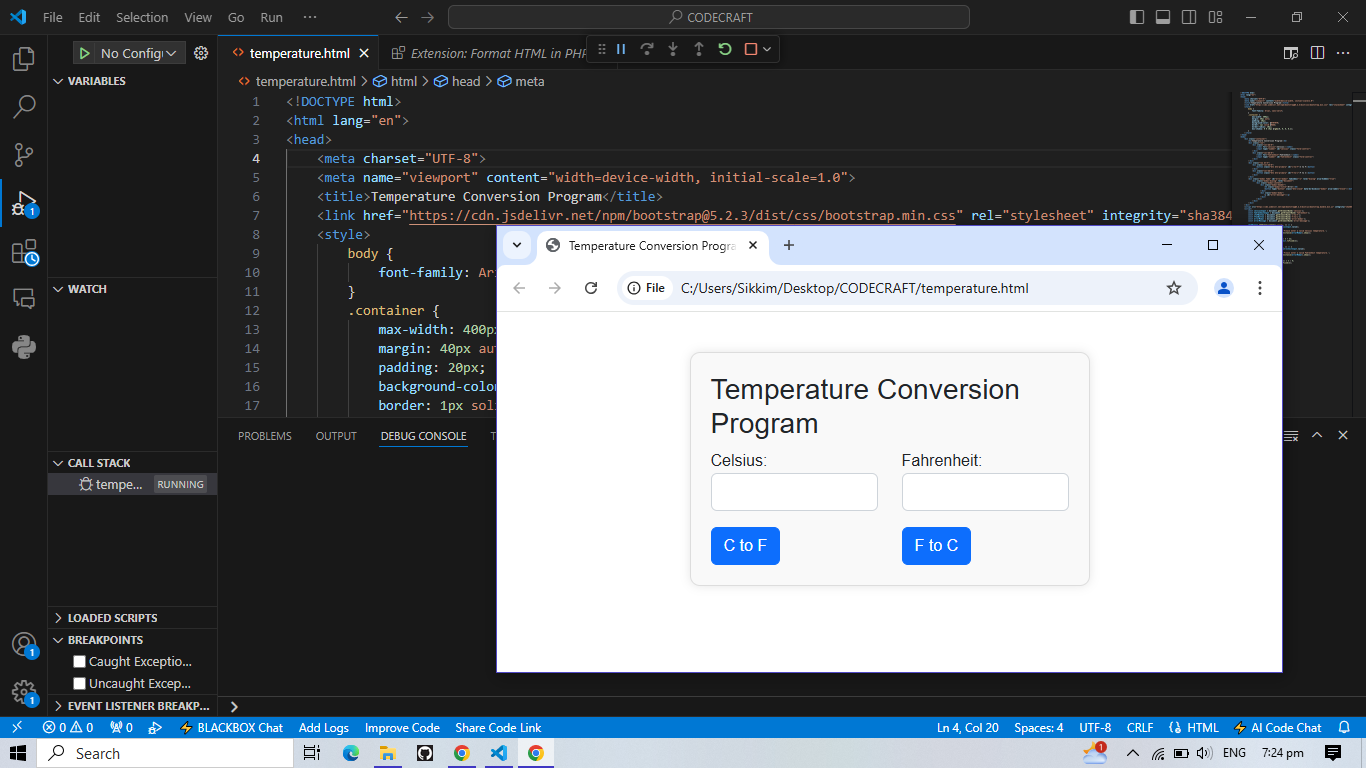 File Edit Selection View Go Run ··· CODECRAFT
No Config
temperature.html Extension: Format HTML in PHP
VARIABLES
temperature.html > html > head > meta
1 <!DOCTYPE html>
2 <html lang="en">
3 <head>
4 <meta charset="UTF-8">
5 <meta name="viewport" content="width=device-width, initial-scale=1.0">
6 <title>Temperature Conversion Program</title>
7 <link href="https://cdn.jsdelivr.net/npm/bootstrap@5.2.3/dist/css/bootstrap.min.css" rel="stylesheet" integrity="sha384
8 <style>
9 body {
10 font-family: Ar
11 }
12 .container {
13 max-width: 400px
14 margin: 40px au
15 padding: 20px;
16 background-colo
17 border: 1px soli
WATCH
CALL STACK
tempe... RUNNING
LOADED SCRIPTS
BREAKPOINTS
Caught Exceptio...
Uncaught Excep...
EVENT LISTENER BREAKP...
1
1
1
PROBLEMS OUTPUT DEBUG CONSOLE T
Temperature Conversion Progra
File C:/Users/Sikkim/Desktop/CODECRAFT/temperature.html
Temperature Conversion
Program
Celsius: Fahrenheit:
C to F F to C
0 0 0 BLACKBOX Chat Add Logs Improve Code Share Code Link Ln 4, Col 20 Spaces: 4 UTF-8 CRLF HTML AI Code Chat
Search 1 ENG 7:24 pm